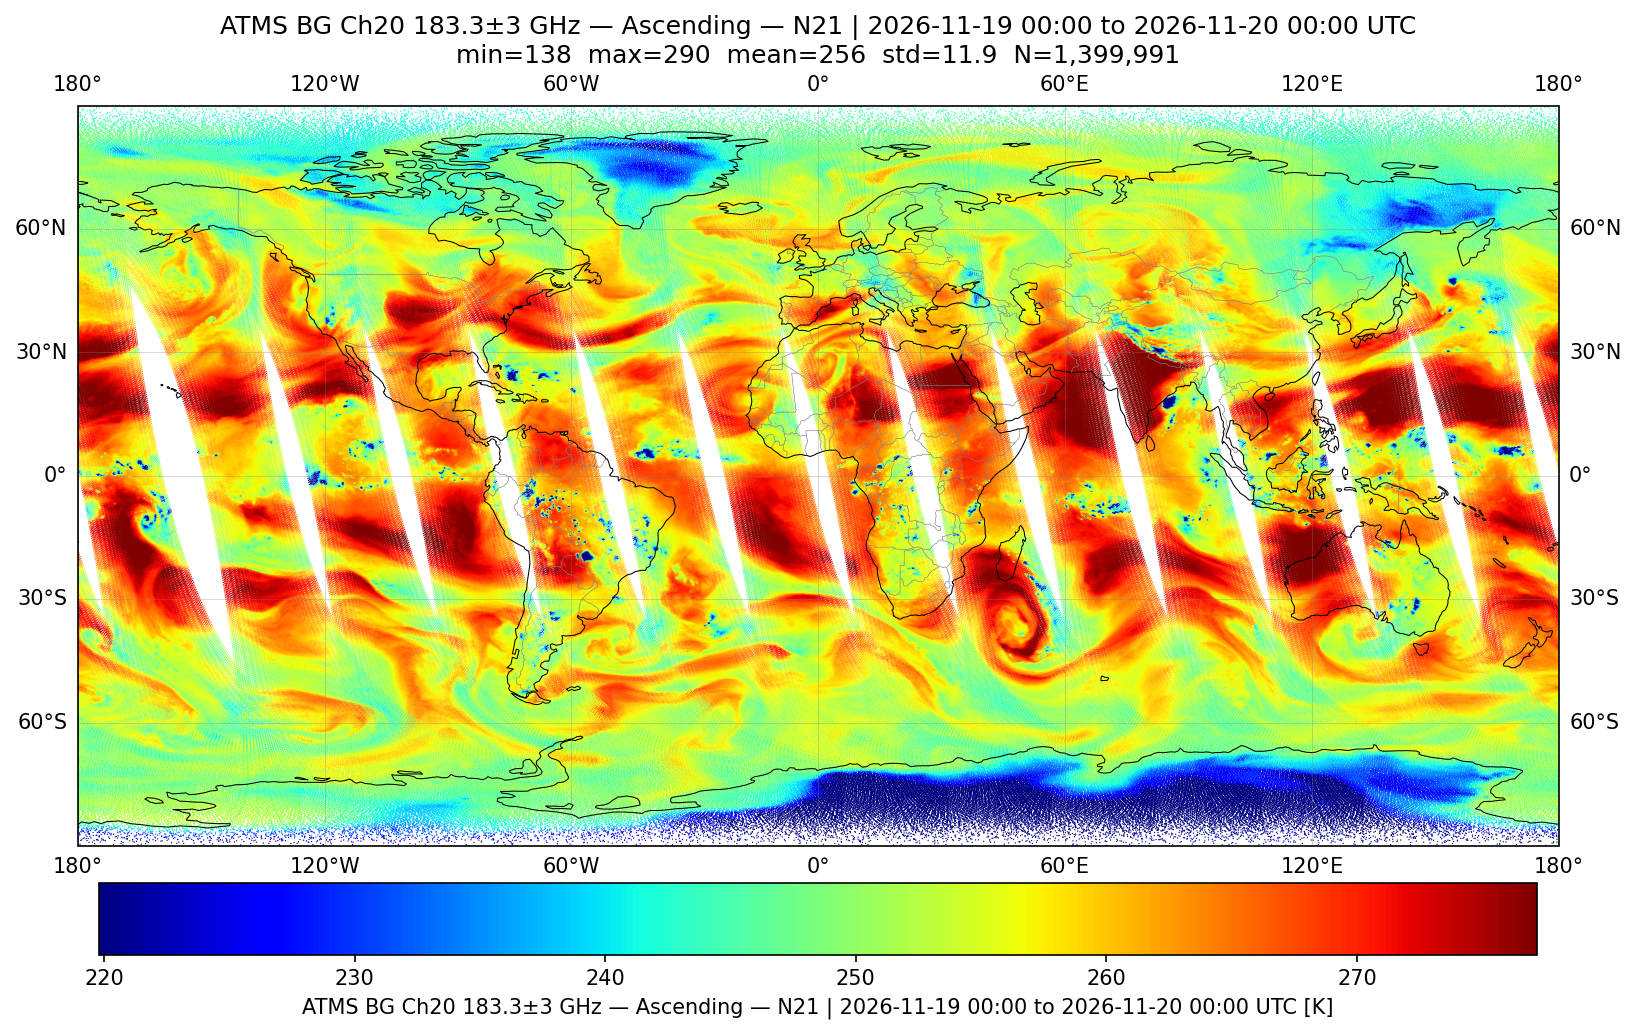 ATMS BG Ch20 183.3±3 GHz — Ascending — N21 | 2026-11-19 00:00 to 2026-11-20 00:00 UTC
min=138 max=290 mean=256 std=11.9 N=1,399,991
180° 120°W 60°W 0° 60°E 120°E 180°
60°N 60°N
30°N 30°N
0° 0°
30°S 30°S
60°S 60°S
180° 120°W 60°W 0° 60°E 120°E 180°
220 230 240 250 260 270
ATMS BG Ch20 183.3±3 GHz — Ascending — N21 | 2026-11-19 00:00 to 2026-11-20 00:00 UTC [K]